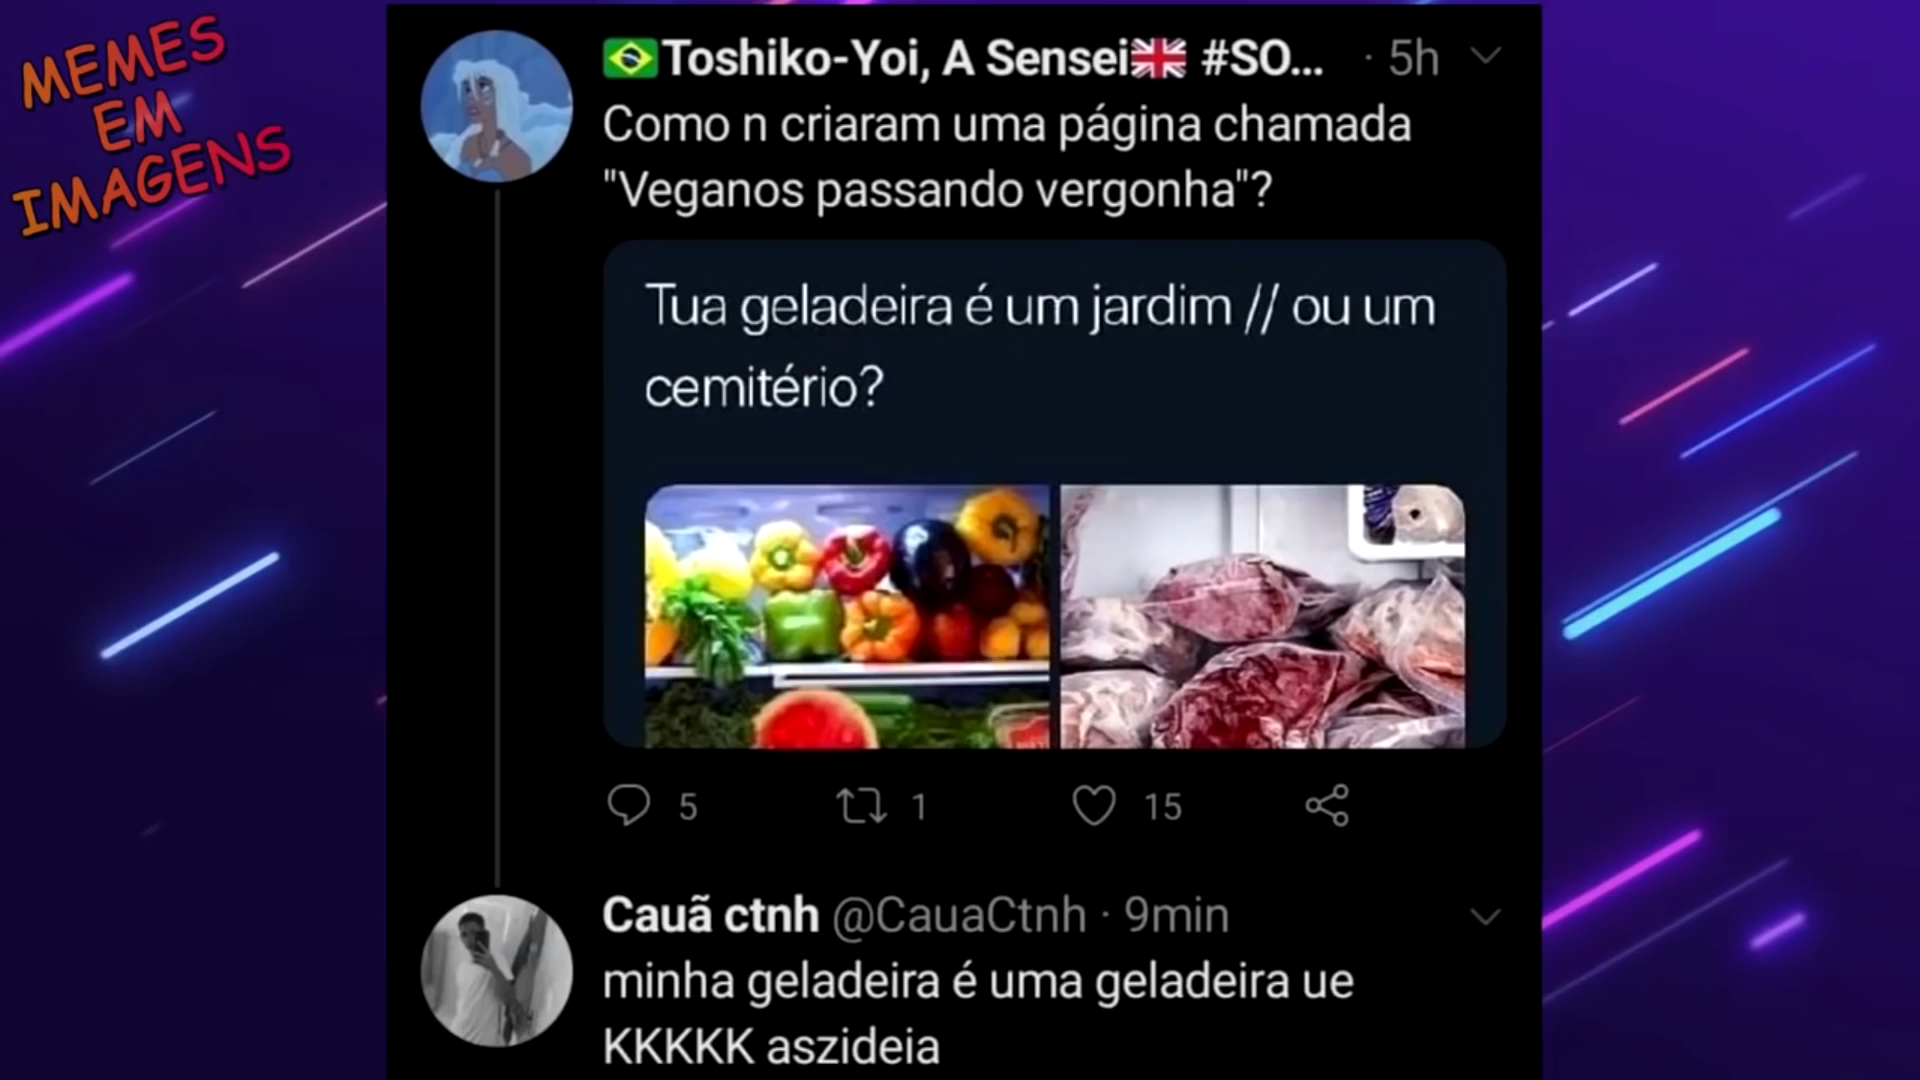 MEMES
EM
IMAGENS
Toshiko-Yoi, A Sensei #SO... · 5h
Como n criaram uma página chamada
"Veganos passando vergonha"?
Tua geladeira é um jardim // ou um
cemitério?
5 1 15
Cauã ctnh @CauaCtnh · 9min
minha geladeira é uma geladeira ue
KKKKK aszideia